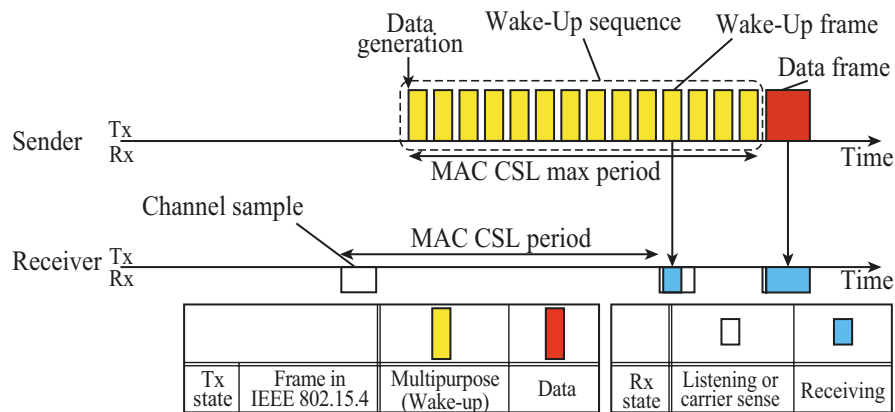 Data
generation
Wake-Up sequence
Wake-Up frame
Data frame
Sender
Tx
Rx
Time
MAC CSL max period
Channel sample
MAC CSL period
Receiver
Tx
Rx
Time
Tx
state
Frame in
IEEE 802.15.4
Multipurpose
(Wake-up)
Data
Rx
state
Listening or
carrier sense
Receiving